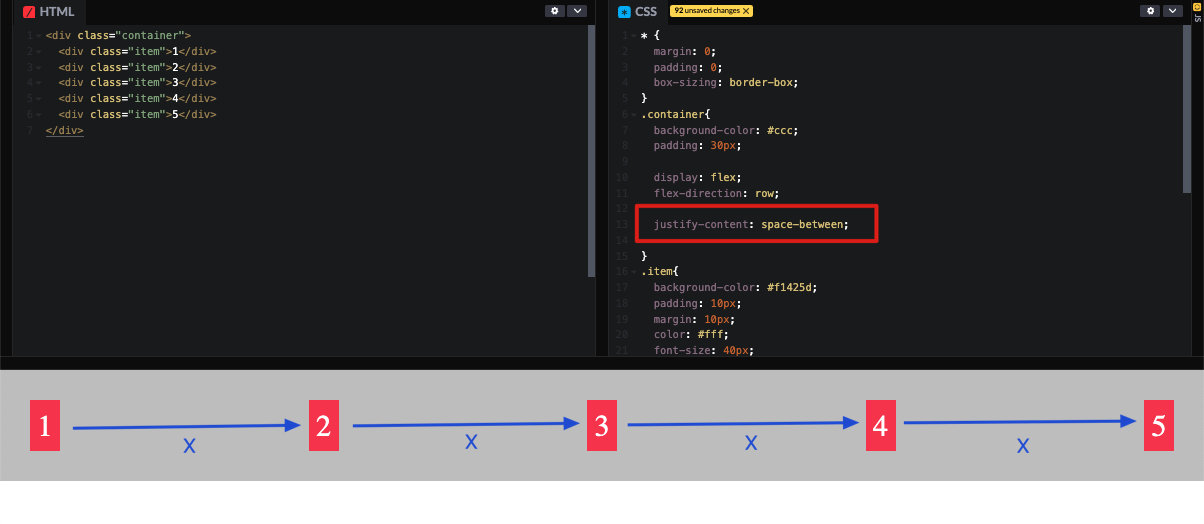 HTML
1 <div class="container">
2 <div class="item">1</div>
3 <div class="item">2</div>
4 <div class="item">3</div>
5 <div class="item">4</div>
6 <div class="item">5</div>
7 </div>
CSS 92 unsaved changes X
1 * {
2 margin: 0;
3 padding: 0;
4 box-sizing: border-box;
5 }
6 .container{
7 background-color: #ccc;
8 padding: 30px;
9
10 display: flex;
11 flex-direction: row;
12
13 justify-content: space-between;
14
15 }
16 .item{
17 background-color: #f1425d;
18 padding: 10px;
19 margin: 10px;
20 color: #fff;
21 font-size: 40px;
JS
1 2 3 4 5
X X X X